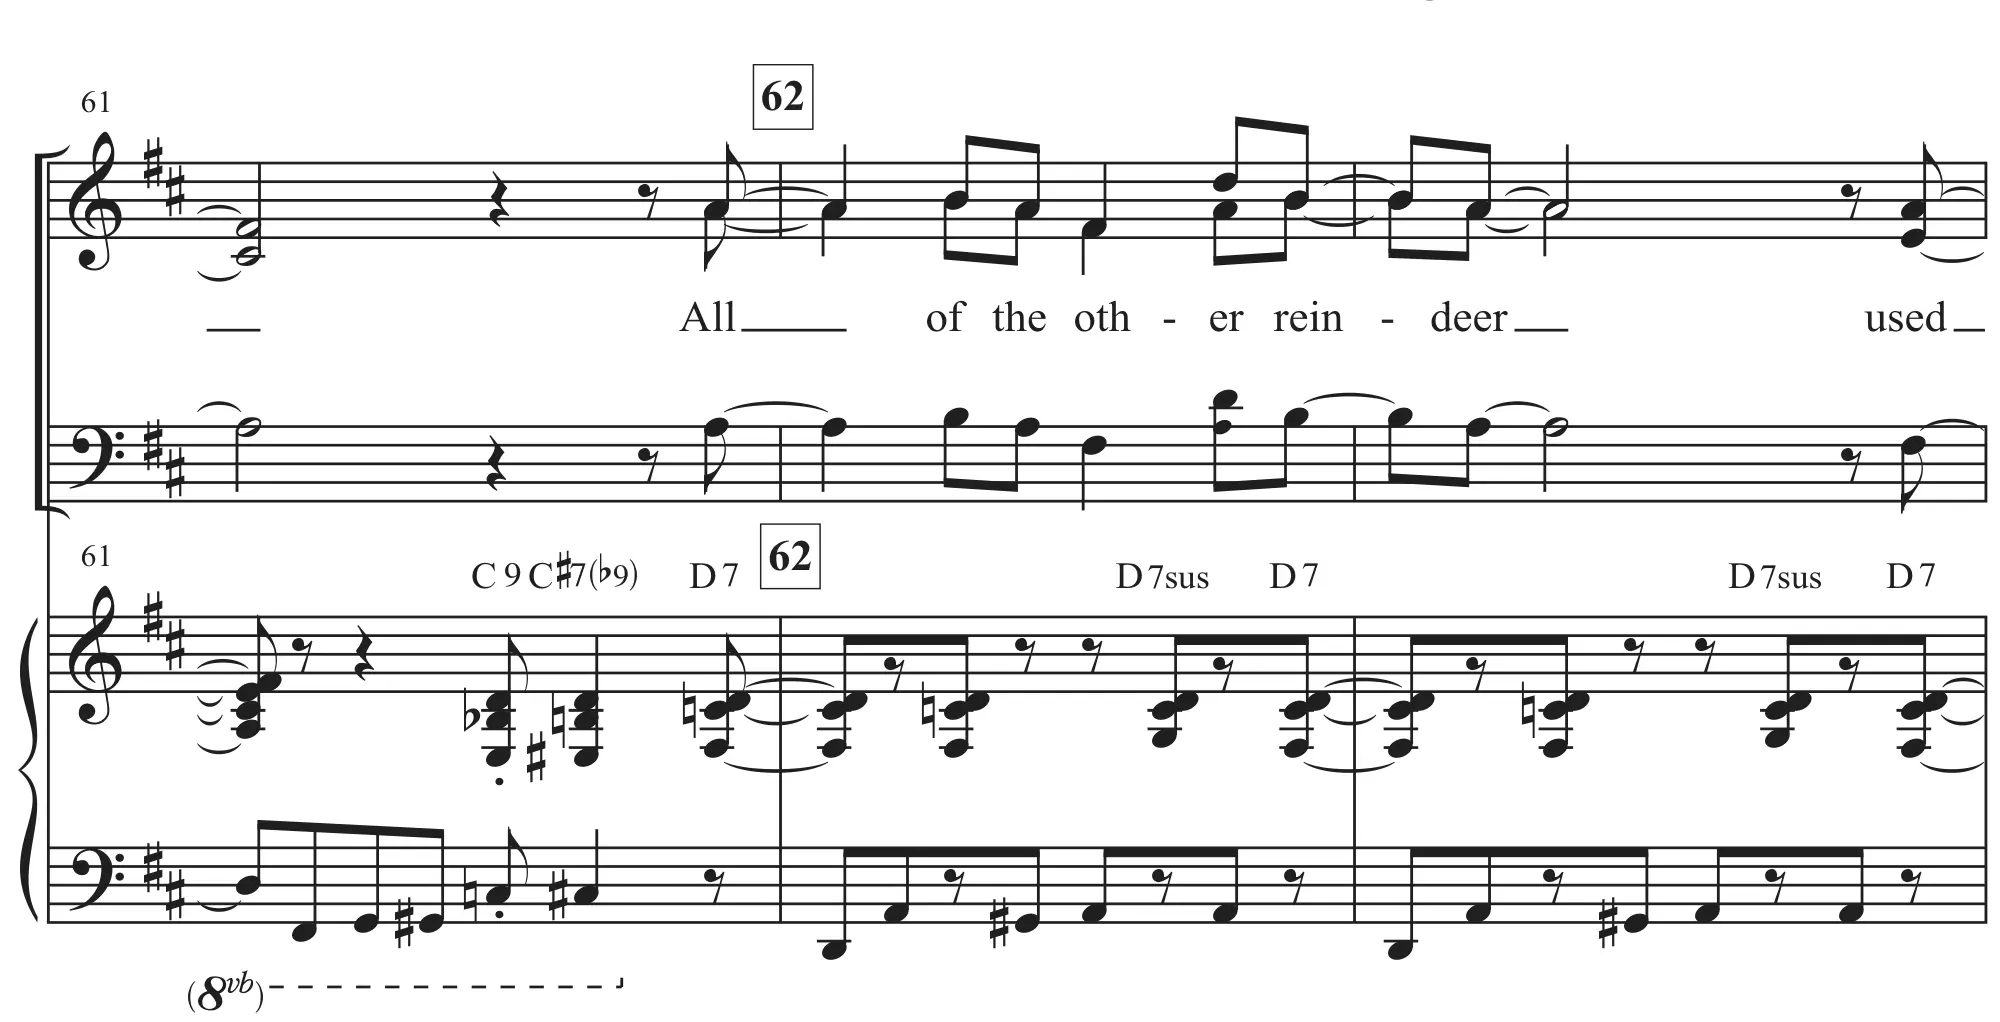 62
61
All of the oth - er rein - deer used
61
62
C 9 C♯7(♭9) D 7 D 7sus D 7 D 7sus D 7
(8vb)